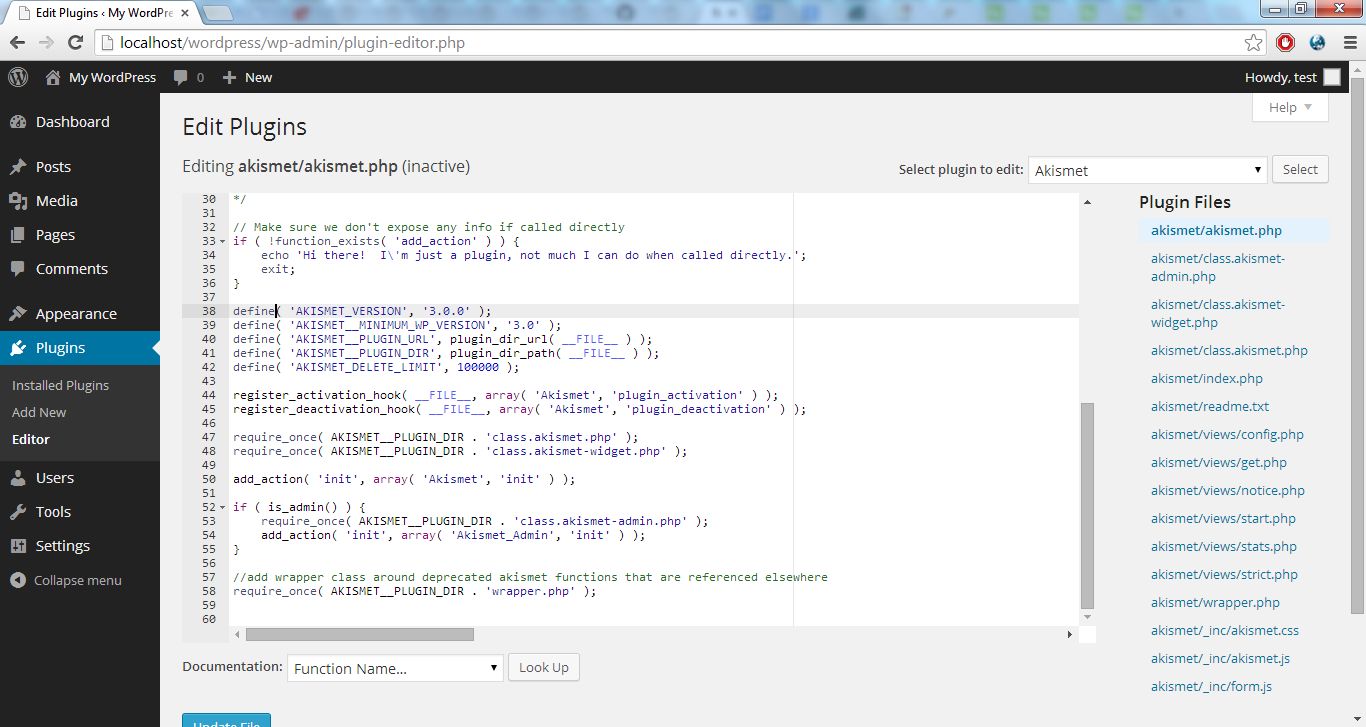 Edit Plugins ‹ My WordPre
localhost/wordpress/wp-admin/plugin-editor.php
My WordPress 0 New Howdy, test
Help
Dashboard
Posts
Media
Pages
Comments
Appearance
Plugins
Installed Plugins
Add New
Editor
Users
Tools
Settings
Collapse menu
Edit Plugins
Editing akismet/akismet.php (inactive)
Select plugin to edit: Akismet Select
30 */
31
32 // Make sure we don't expose any info if called directly
33 if ( !function_exists( 'add_action' ) ) {
34     echo 'Hi there!  I\'m just a plugin, not much I can do when called directly.';
35     exit;
36 }
37
38 define( 'AKISMET_VERSION', '3.0.0' );
39 define( 'AKISMET__MINIMUM_WP_VERSION', '3.0' );
40 define( 'AKISMET__PLUGIN_URL', plugin_dir_url( __FILE__ ) );
41 define( 'AKISMET__PLUGIN_DIR', plugin_dir_path( __FILE__ ) );
42 define( 'AKISMET_DELETE_LIMIT', 100000 );
43
44 register_activation_hook( __FILE__, array( 'Akismet', 'plugin_activation' ) );
45 register_deactivation_hook( __FILE__, array( 'Akismet', 'plugin_deactivation' ) );
46
47 require_once( AKISMET__PLUGIN_DIR . 'class.akismet.php' );
48 require_once( AKISMET__PLUGIN_DIR . 'class.akismet-widget.php' );
49
50 add_action( 'init', array( 'Akismet', 'init' ) );
51
52 if ( is_admin() ) {
53     require_once( AKISMET__PLUGIN_DIR . 'class.akismet-admin.php' );
54     add_action( 'init', array( 'Akismet_Admin', 'init' ) );
55 }
56
57 //add wrapper class around deprecated akismet functions that are referenced elsewhere
58 require_once( AKISMET__PLUGIN_DIR . 'wrapper.php' );
59
60
Plugin Files
akismet/akismet.php
akismet/class.akismet-
admin.php
akismet/class.akismet-
widget.php
akismet/class.akismet.php
akismet/index.php
akismet/readme.txt
akismet/views/config.php
akismet/views/get.php
akismet/views/notice.php
akismet/views/start.php
akismet/views/stats.php
akismet/views/strict.php
akismet/wrapper.php
akismet/_inc/akismet.css
akismet/_inc/akismet.js
akismet/_inc/form.js
Documentation: Function Name... Look Up
Update File